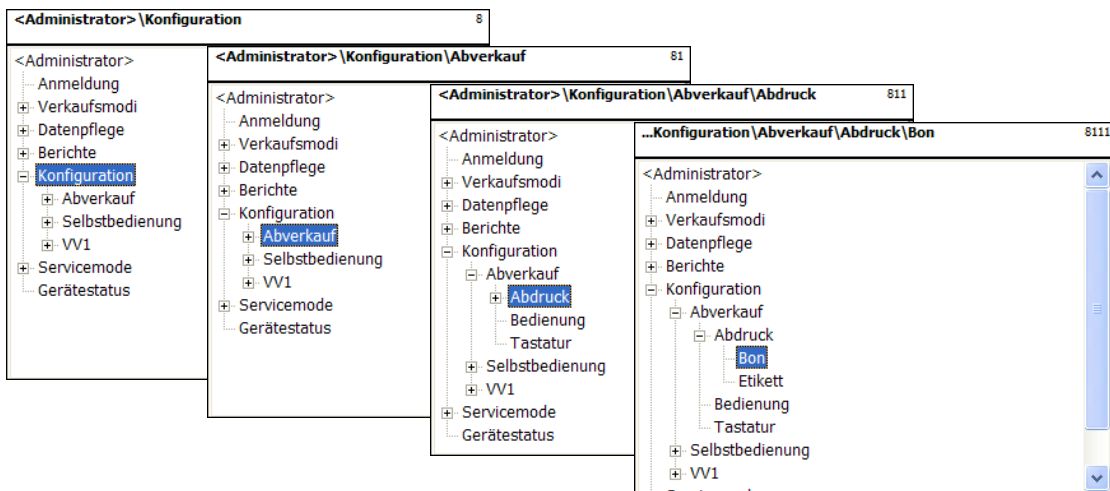 <Administrator>\Konfiguration 8
<Administrator>
Anmeldung
Verkaufsmodi
Datenpflege
Berichte
Konfiguration
Abverkauf
Selbstbedienung
VV1
Servicemode
Gerätestatus
<Administrator>\Konfiguration\Abverkauf 81
<Administrator>
Anmeldung
Verkaufsmodi
Datenpflege
Berichte
Konfiguration
Abverkauf
Selbstbedienung
VV1
Servicemode
Gerätestatus
<Administrator>\Konfiguration\Abverkauf\Abdruck 811
<Administrator>
Anmeldung
Verkaufsmodi
Datenpflege
Berichte
Konfiguration
Abverkauf
Abdruck
Bedienung
Tastatur
Selbstbedienung
VV1
Servicemode
Gerätestatus
...Konfiguration\Abverkauf\Abdruck\Bon 8111
<Administrator>
Anmeldung
Verkaufsmodi
Datenpflege
Berichte
Konfiguration
Abverkauf
Abdruck
Bon
Etikett
Bedienung
Tastatur
Selbstbedienung
VV1